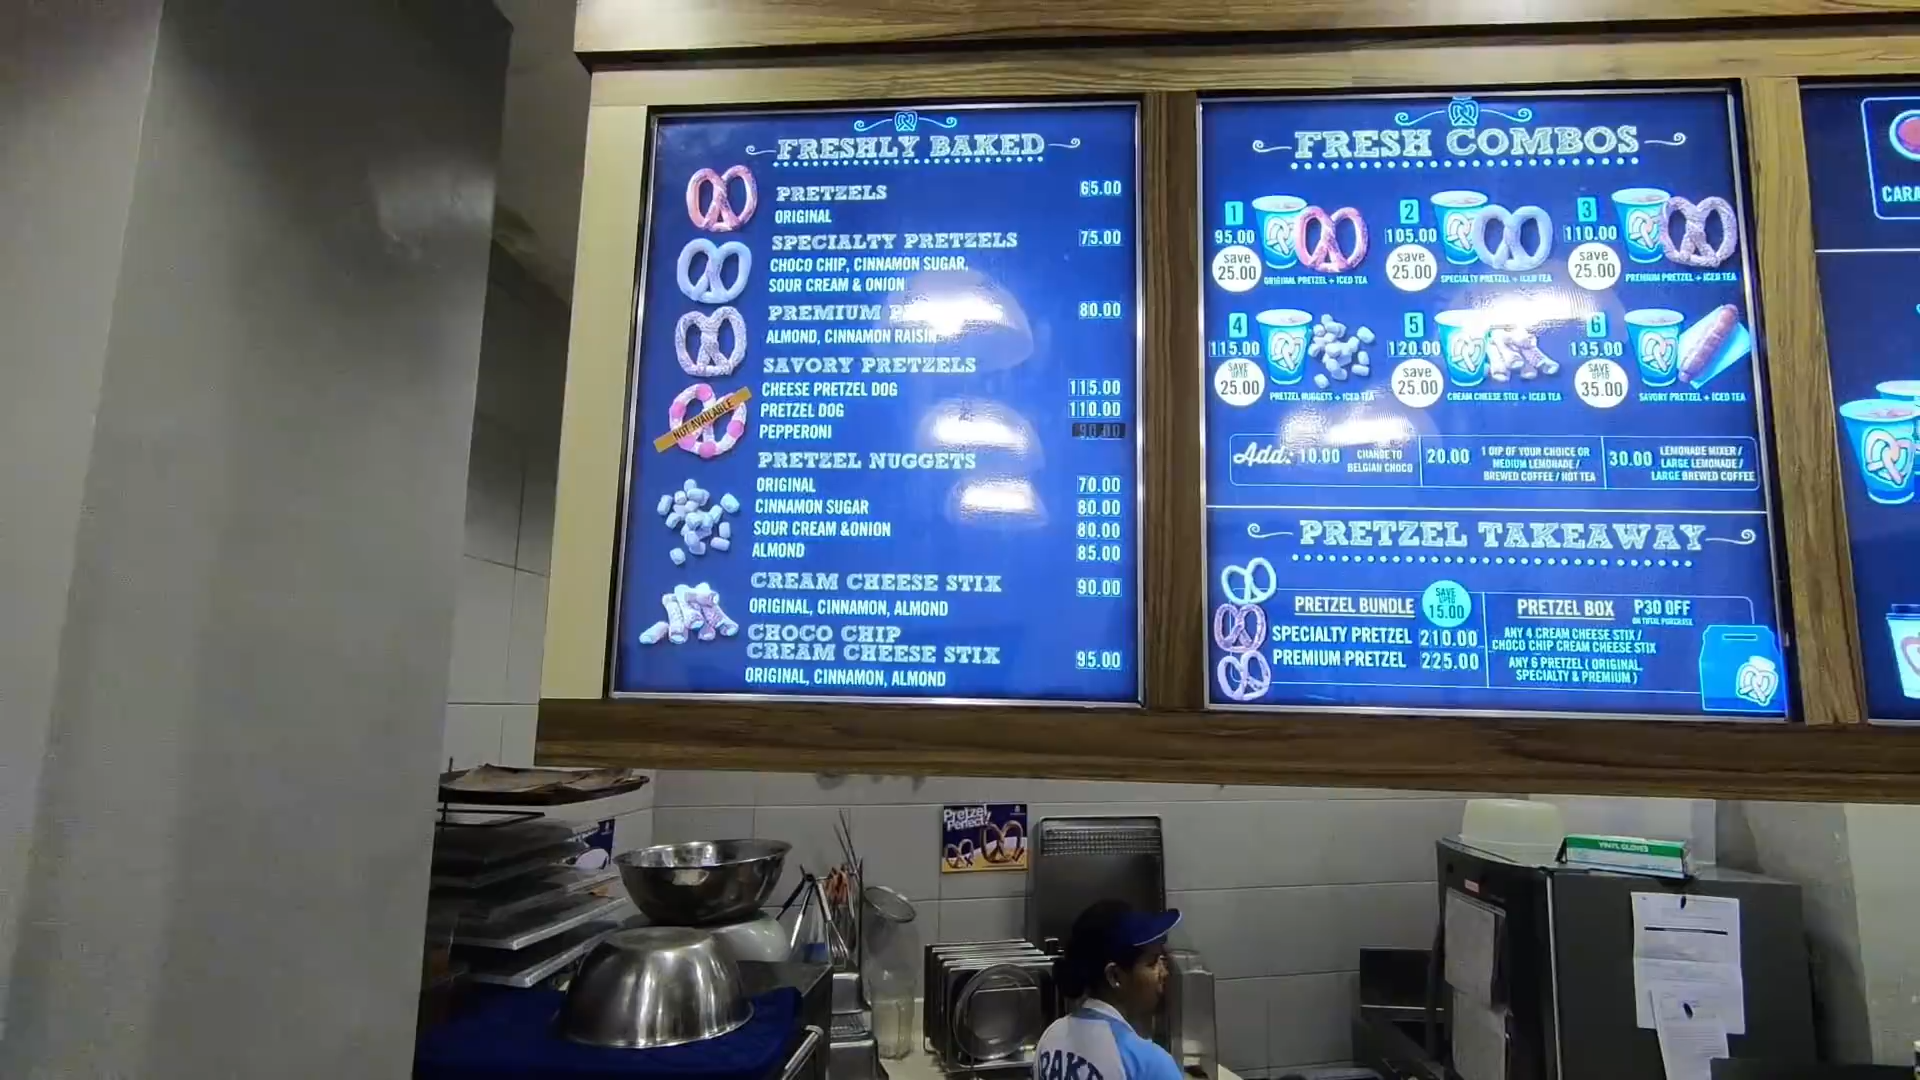 FRESHLY BAKED
PRETZELS 65.00
ORIGINAL
SPECIALTY PRETZELS 75.00
CHOCO CHIP, CINNAMON SUGAR,
SOUR CREAM & ONION
PREMIUM 80.00
ALMOND, CINNAMON RAISIN
SAVORY PRETZELS
CHEESE PRETZEL DOG 115.00
PRETZEL DOG 110.00
PEPPERONI 90.00
NOT AVAILABLE
PRETZEL NUGGETS
ORIGINAL 70.00
CINNAMON SUGAR 80.00
SOUR CREAM &ONION 80.00
ALMOND 85.00
CREAM CHEESE STIX 90.00
ORIGINAL, CINNAMON, ALMOND
CHOCO CHIP
CREAM CHEESE STIX 95.00
ORIGINAL, CINNAMON, ALMOND
FRESH COMBOS
1
95.00
save
25.00
ORIGINAL PRETZEL + ICED TEA
2
105.00
save
25.00
SPECIALTY PRETZEL + ICED TEA
3
110.00
save
25.00
PREMIUM PRETZEL + ICED TEA
4
115.00
SAVE
UPTO
25.00
PRETZEL NUGGETS + ICED TEA
5
120.00
save
25.00
CREAM CHEESE STIX + ICED TEA
6
135.00
SAVE
UPTO
35.00
SAVORY PRETZEL + ICED TEA
Add: 10.00
CHANGE TO
BELGIAN CHOCO
20.00
1 DIP OF YOUR CHOICE OR
MEDIUM LEMONADE /
BREWED COFFEE / HOT TEA
30.00
LEMONADE MIXER /
LARGE LEMONADE /
LARGE BREWED COFFEE
PRETZEL TAKEAWAY
PRETZEL BUNDLE
SAVE
UPTO
15.00
SPECIALTY PRETZEL 210.00
PREMIUM PRETZEL 225.00
PRETZEL BOX P30 OFF
ON TOTAL PURCHASE
ANY 4 CREAM CHEESE STIX /
CHOCO CHIP CREAM CHEESE STIX
ANY 6 PRETZEL ( ORIGINAL,
SPECIALTY & PREMIUM )
CARA
Pretzel
Perfect!
VINYL GLOVES